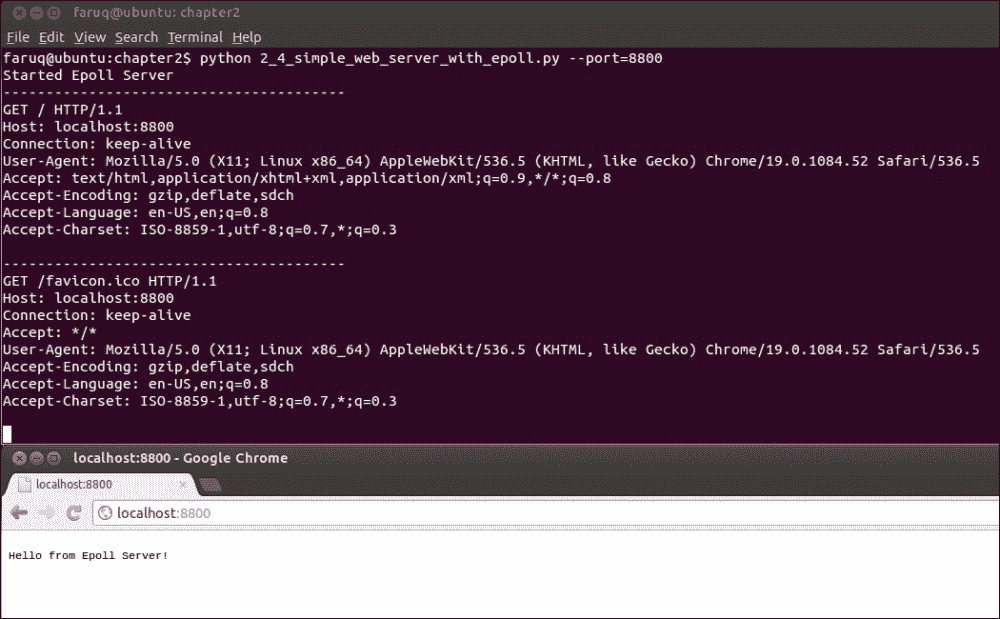 faruq@ubuntu: chapter2
File Edit View Search Terminal Help
faruq@ubuntu:chapter2$ python 2_4_simple_web_server_with_epoll.py --port=8800
Started Epoll Server
----------------------------------------
GET / HTTP/1.1
Host: localhost:8800
Connection: keep-alive
User-Agent: Mozilla/5.0 (X11; Linux x86_64) AppleWebKit/536.5 (KHTML, like Gecko) Chrome/19.0.1084.52 Safari/536.5
Accept: text/html,application/xhtml+xml,application/xml;q=0.9,*/*;q=0.8
Accept-Encoding: gzip,deflate,sdch
Accept-Language: en-US,en;q=0.8
Accept-Charset: ISO-8859-1,utf-8;q=0.7,*;q=0.3
----------------------------------------
GET /favicon.ico HTTP/1.1
Host: localhost:8800
Connection: keep-alive
Accept: */*
User-Agent: Mozilla/5.0 (X11; Linux x86_64) AppleWebKit/536.5 (KHTML, like Gecko) Chrome/19.0.1084.52 Safari/536.5
Accept-Encoding: gzip,deflate,sdch
Accept-Language: en-US,en;q=0.8
Accept-Charset: ISO-8859-1,utf-8;q=0.7,*;q=0.3
localhost:8800 - Google Chrome
localhost:8800
localhost:8800
Hello from Epoll Server!